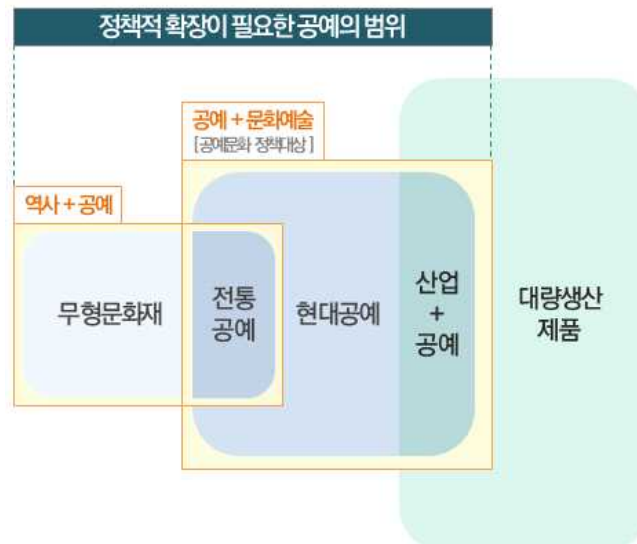 정책적 확장이 필요한 공예의 범위
공예 + 문화예술
[공예문화 정책대상]
역사 + 공예
무형문화재
전통
공예
현대공예
산업
+
공예
대량생산
제품